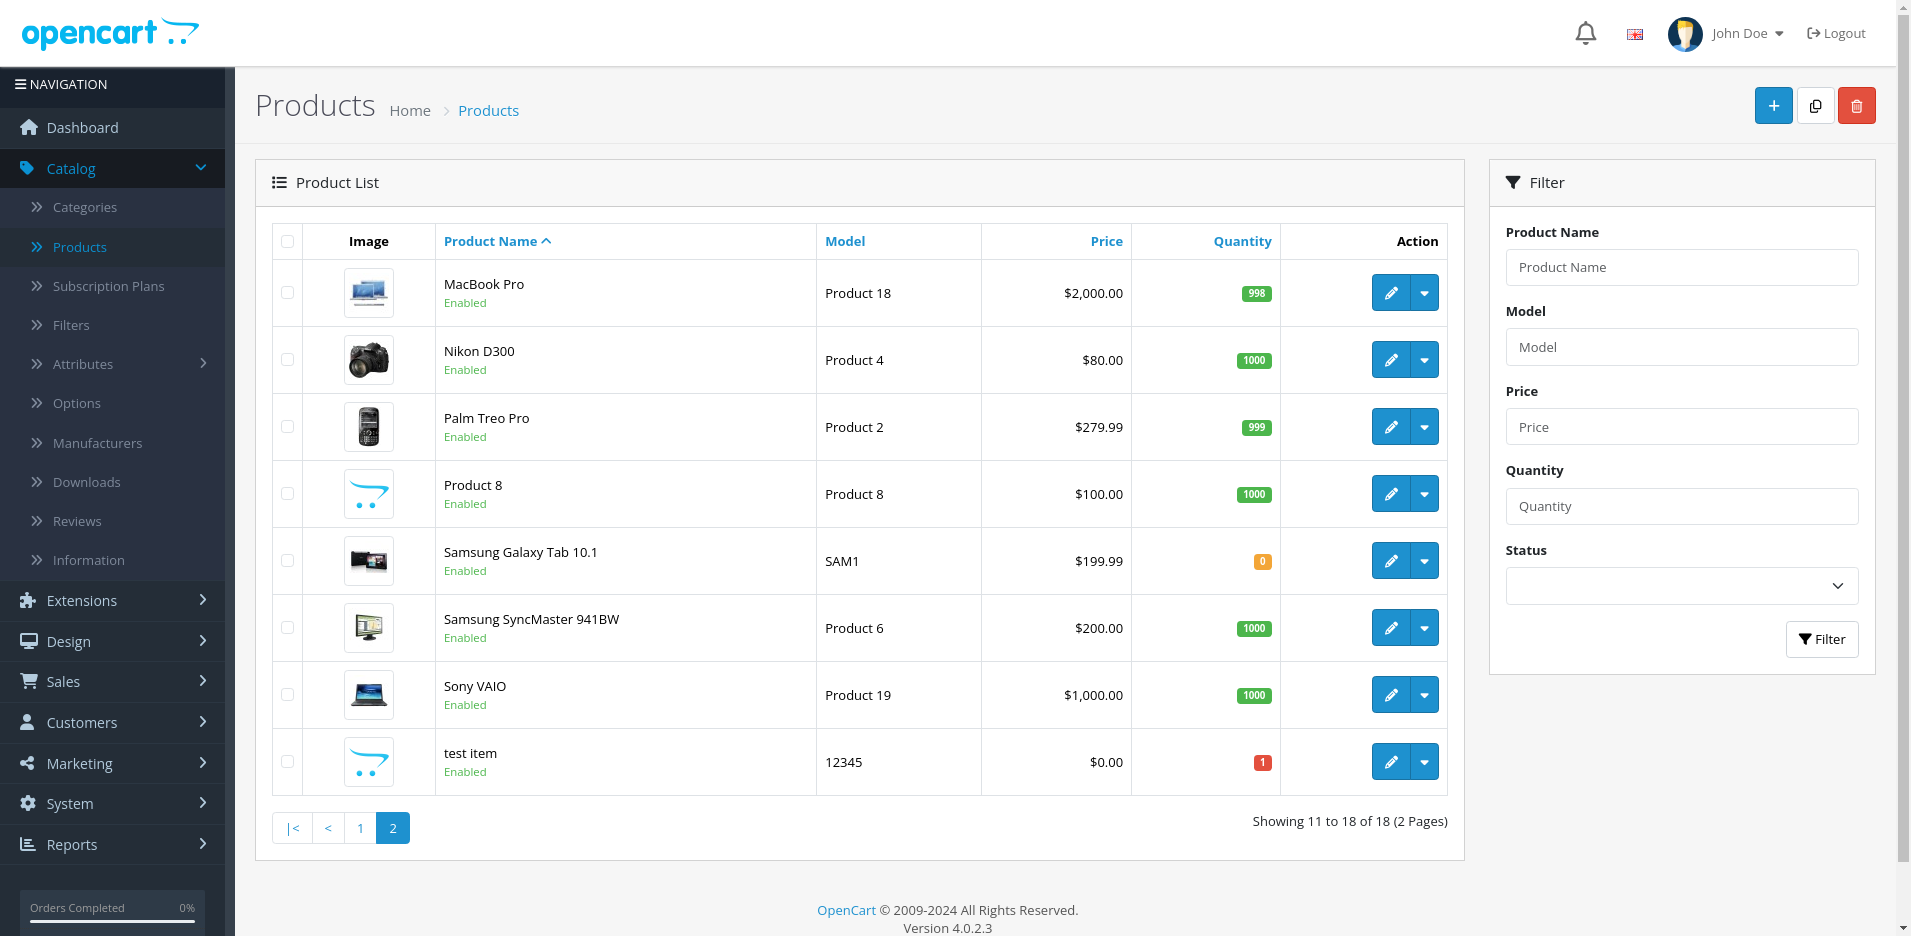 opencart
John Doe
Logout
NAVIGATION
Dashboard
Catalog
Categories
Products
Subscription Plans
Filters
Attributes
Options
Manufacturers
Downloads
Reviews
Information
Extensions
Design
Sales
Customers
Marketing
System
Reports
Orders Completed 0%
Products Home Products
Product List
Image Product Name Model Price Quantity Action
MacBook Pro
Enabled
Product 18 $2,000.00 998
Nikon D300
Enabled
Product 4 $80.00 1000
Palm Treo Pro
Enabled
Product 2 $279.99 999
Product 8
Enabled
Product 8 $100.00 1000
Samsung Galaxy Tab 10.1
Enabled
SAM1 $199.99 0
Samsung SyncMaster 941BW
Enabled
Product 6 $200.00 1000
Sony VAIO
Enabled
Product 19 $1,000.00 1000
test item
Enabled
12345 $0.00 1
|< < 1 2
Showing 11 to 18 of 18 (2 Pages)
Filter
Product Name
Product Name
Model
Model
Price
Price
Quantity
Quantity
Status
Filter
OpenCart © 2009-2024 All Rights Reserved.
Version 4.0.2.3